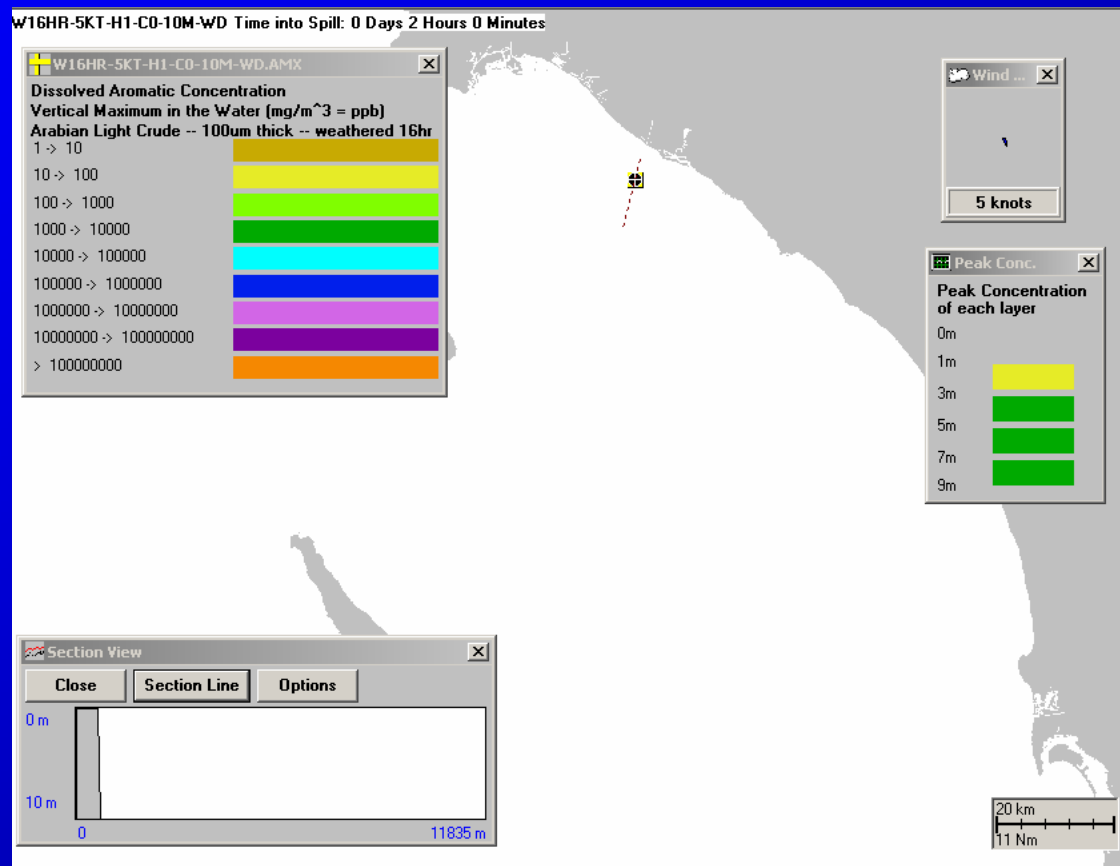 W16HR-5KT-H1-C0-10M-WD Time into Spill: 0 Days 2 Hours 0 Minutes
W16HR-5KT-H1-C0-10M-WD.AMX
Dissolved Aromatic Concentration
Vertical Maximum in the Water (mg/m^3 = ppb)
Arabian Light Crude -- 100um thick -- weathered 16hr
1 -> 10
10 -> 100
100 -> 1000
1000 -> 10000
10000 -> 100000
100000 -> 1000000
1000000 -> 10000000
10000000 -> 100000000
> 100000000
Wind ...
5 knots
Peak Conc.
Peak Concentration
of each layer
0m
1m
3m
5m
7m
9m
Section View
Close Section Line Options
0 m
10 m
0 11835 m
20 km
11 Nm